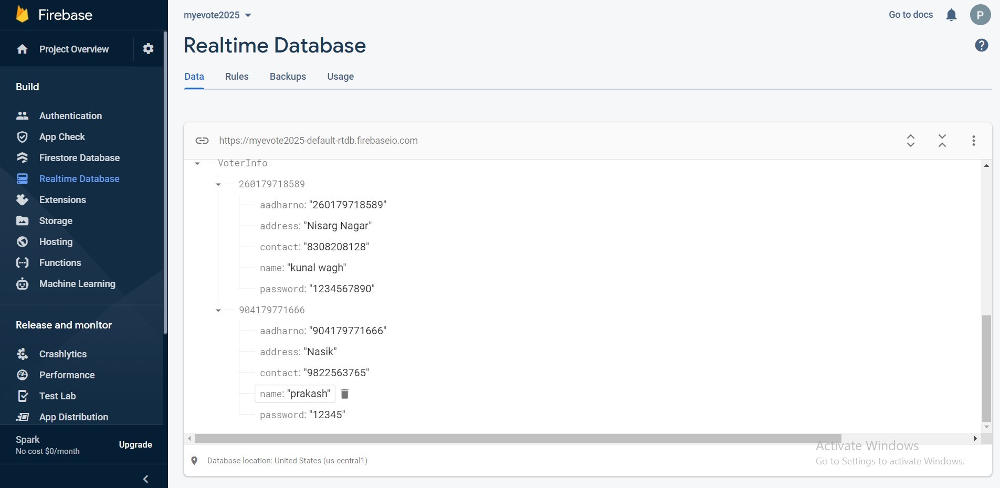 Firebase
Project Overview
Build
Authentication
App Check
Firestore Database
Realtime Database
Extensions
Storage
Hosting
Functions
Machine Learning
Release and monitor
Crashlytics
Performance
Test Lab
App Distribution
Spark
No cost $0/month
Upgrade
myevote2025
Go to docs
P
Realtime Database
?
Data Rules Backups Usage
https://myevote2025-default-rtdb.firebaseio.com
VoterInfo
260179718589
aadharno: "260179718589"
address: "Nisarg Nagar"
contact: "8308208128"
name: "kunal wagh"
password: "1234567890"
904179771666
aadharno: "904179771666"
address: "Nasik"
contact: "9822563765"
name: "prakash"
password: "12345"
Database location: United States (us-central1)
Activate Windows
Go to Settings to activate Windows.